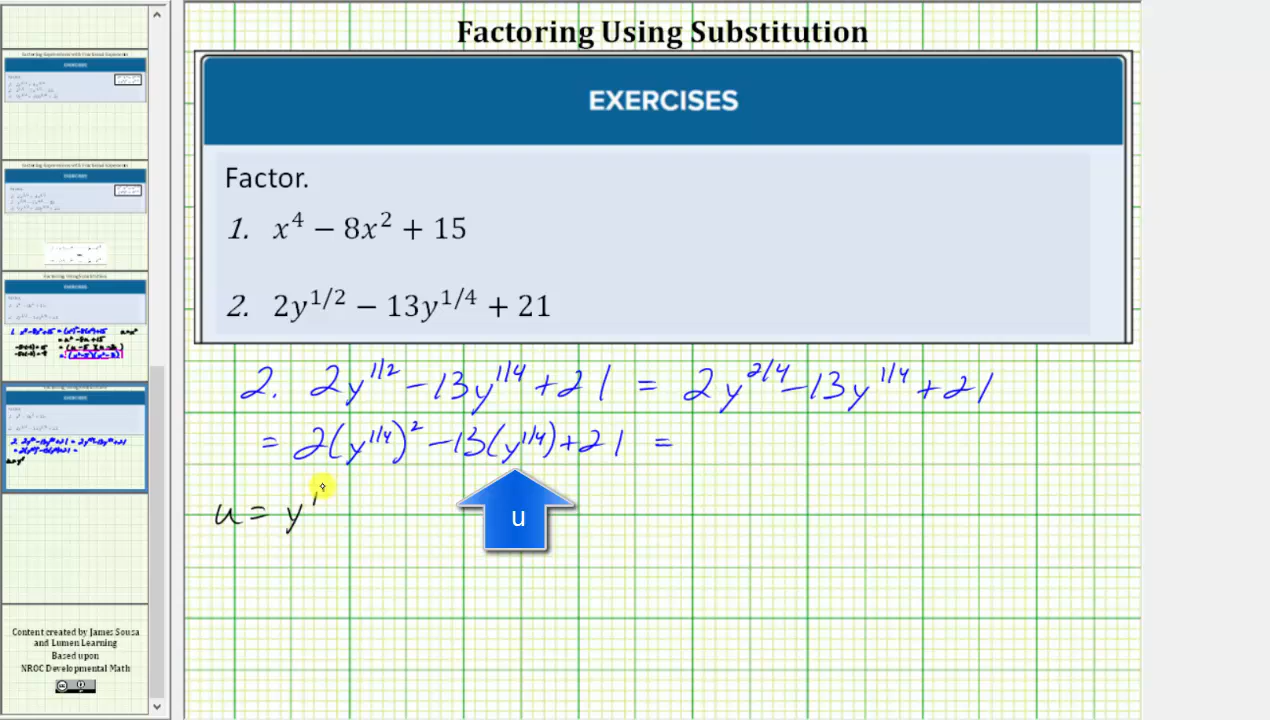 Factoring Using Substitution
EXERCISES
Factor.
1. x⁴ − 8x² + 15
2. 2y^{1/2} − 13y^{1/4} + 21
2. 2y^{1/2} − 13y^{1/4} + 21 = 2y^{2/4} − 13y^{1/4} + 21
= 2(y^{1/4})² − 13(y^{1/4}) + 21 =
u = y^{1
u
Content created by James Sousa
and Lumen Learning
Based upon
NROC Developmental Math